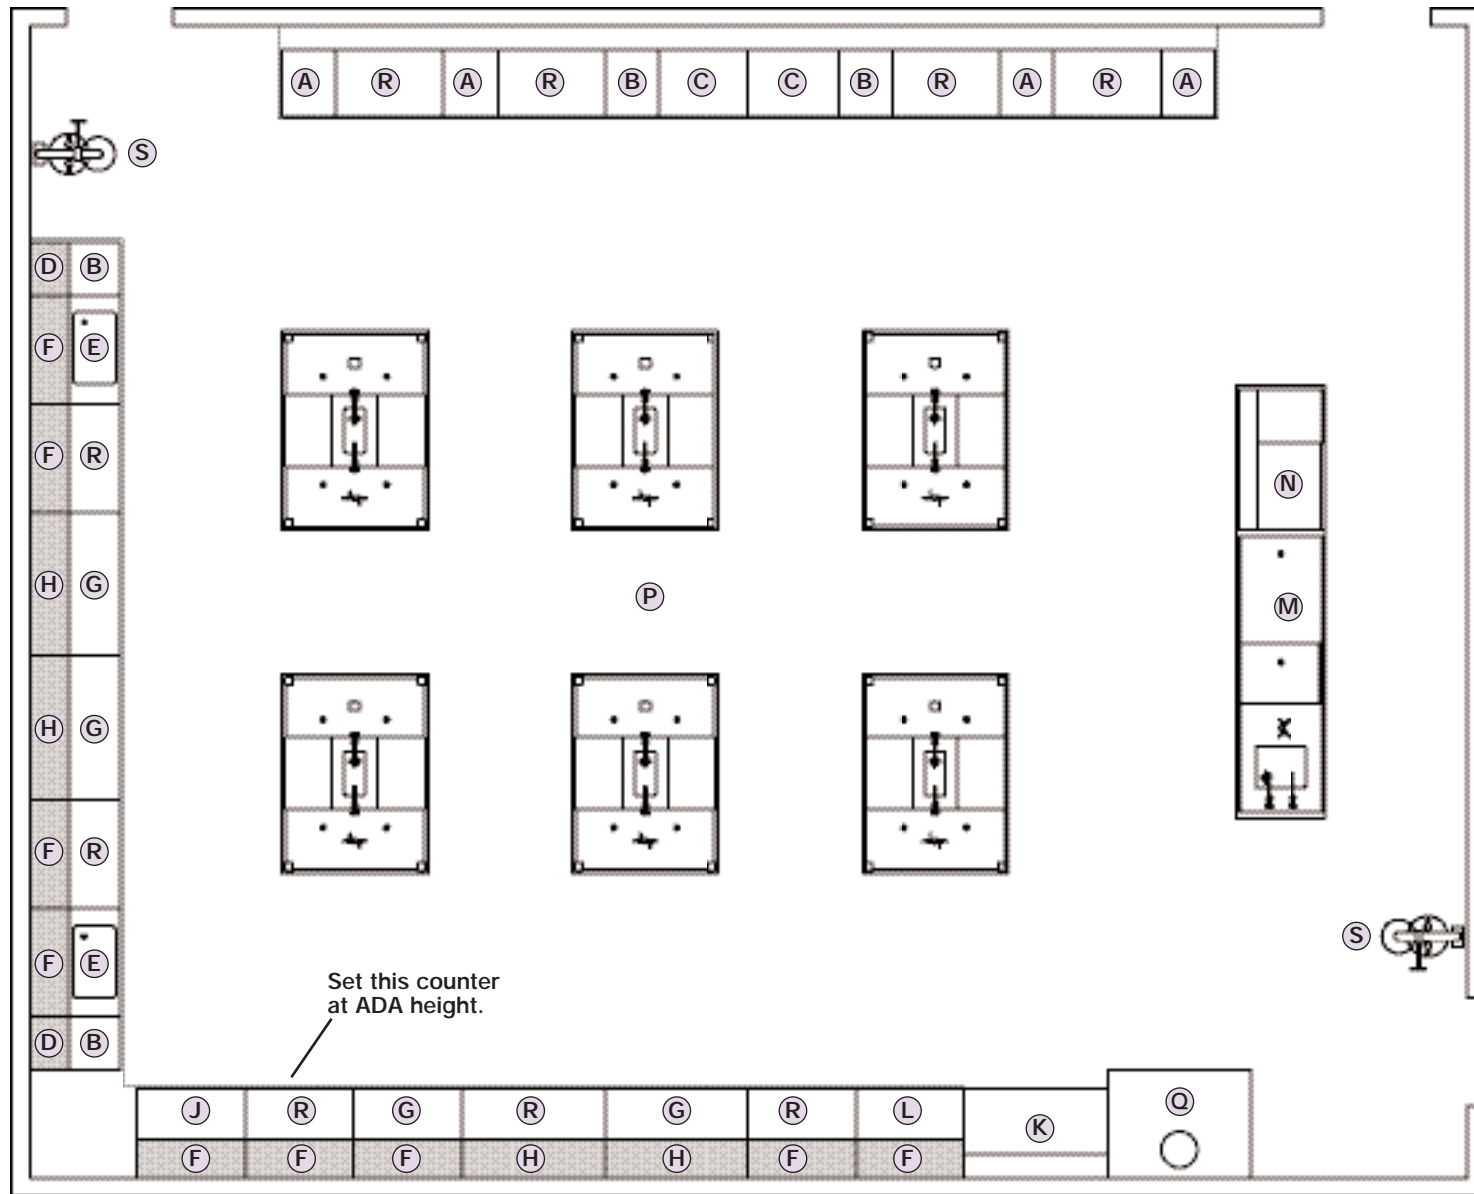 A R A R B C C B R A R A
S
D B
F E
F R
H G
N
P
M
H G
F R
S
F E
Set this counter
at ADA height.
D B
J R G R G R L
K
Q
F F F H H F F